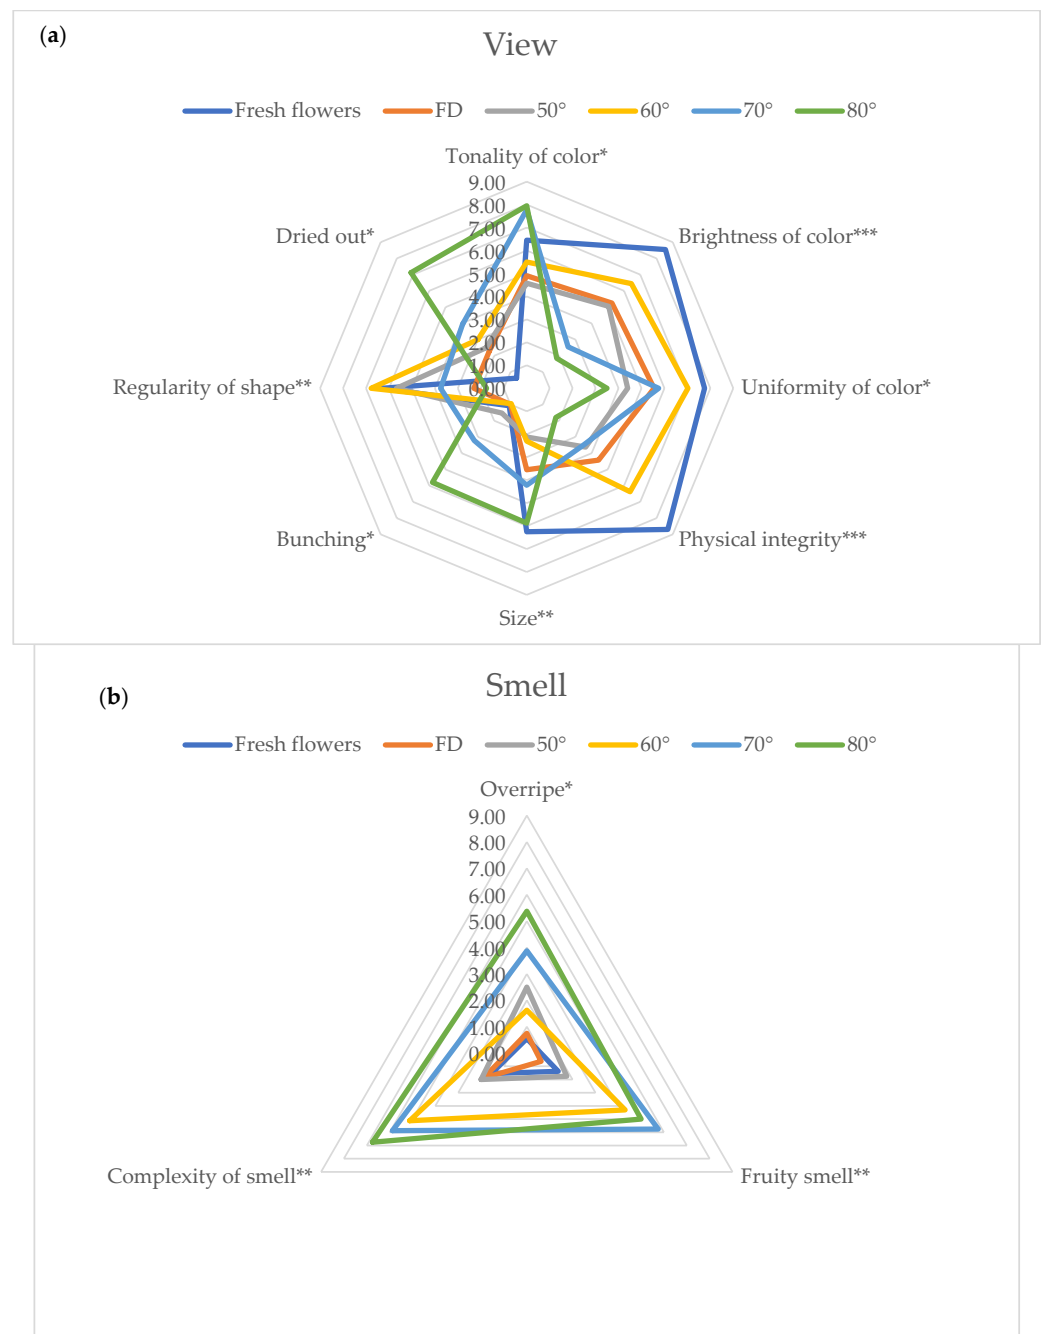 (a)
View
Fresh flowers FD 50° 60° 70° 80°
Tonality of color*
9.00
8.00
7.00
6.00
5.00
4.00
3.00
2.00
1.00
Dried out*
Brightness of color***
Regularity of shape**
Uniformity of color*
Bunching*
Physical integrity***
Size**
(b)
Smell
Fresh flowers FD 50° 60° 70° 80°
Overripe*
9.00
8.00
7.00
6.00
5.00
4.00
3.00
2.00
1.00
0.00
Complexity of smell**
Fruity smell**